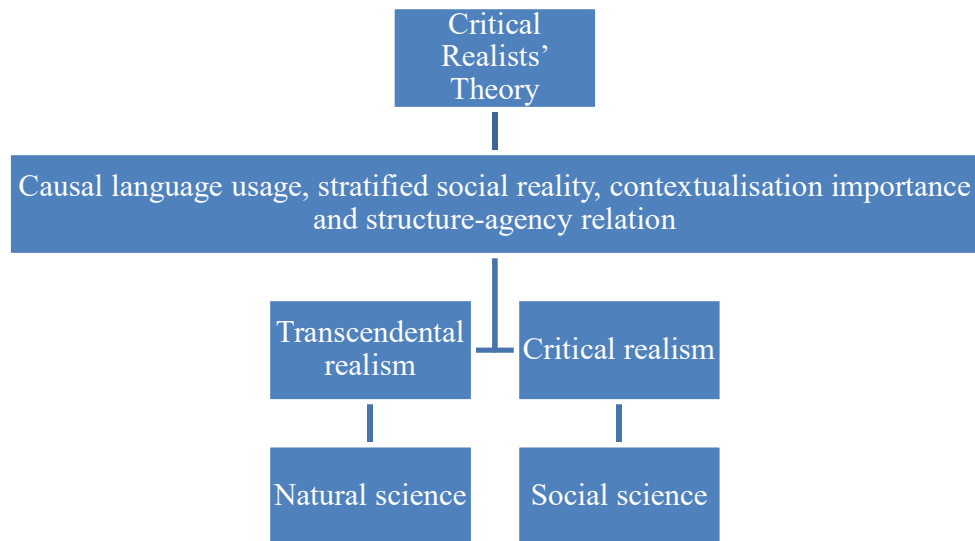 Critical
Realists’
Theory
Causal language usage, stratified social reality, contextualisation importance
and structure-agency relation
Transcendental
realism
Critical realism
Natural science
Social science